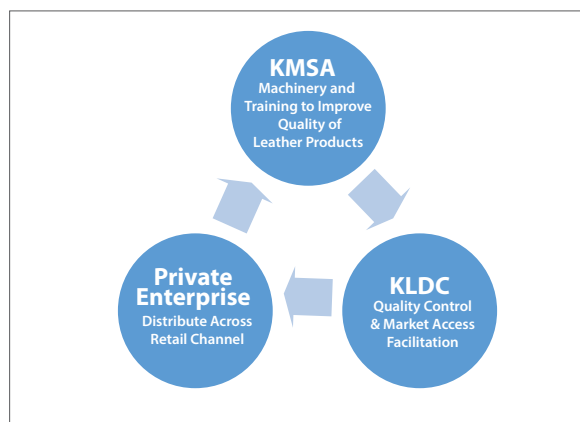 KMSA
Machinery and
Training to Improve
Quality of
Leather Products
Private
Enterprise
Distribute Across
Retail Channel
KLDC
Quality Control
& Market Access
Facilitation